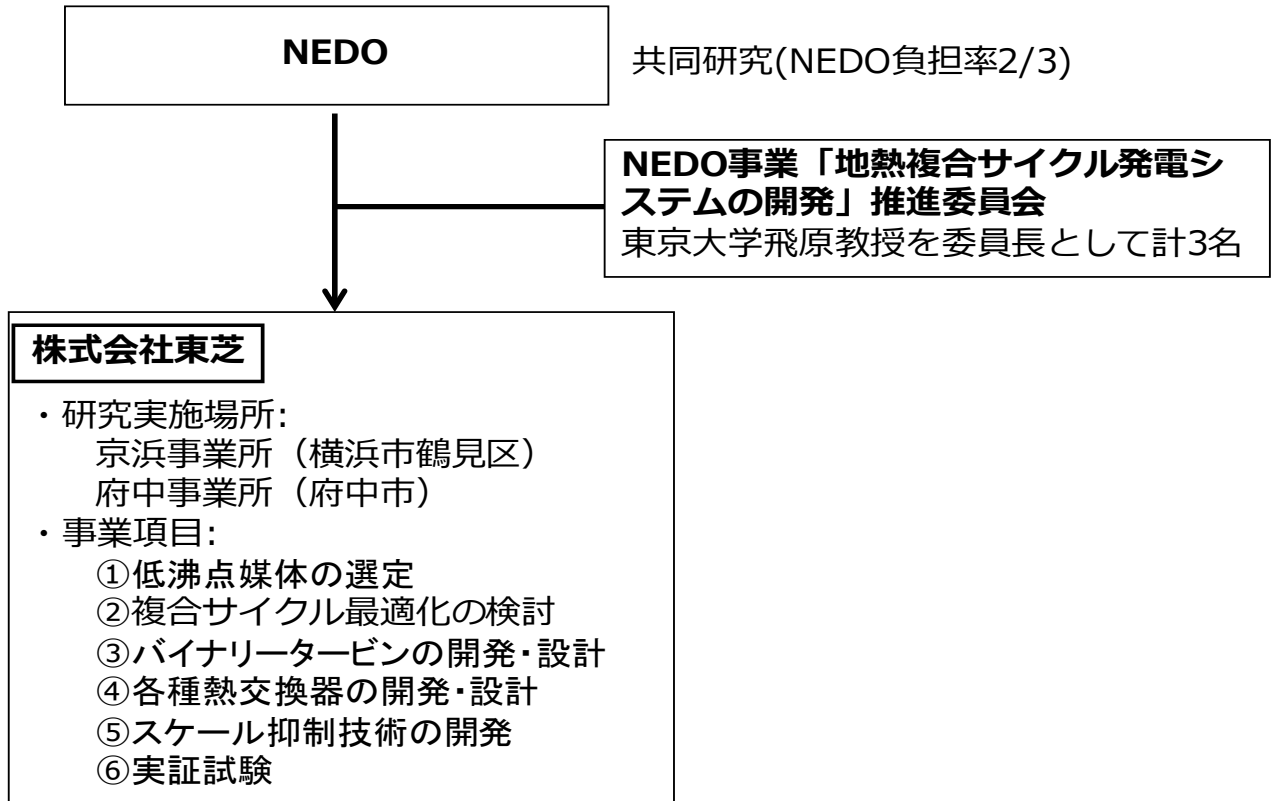 NEDO
共同研究(NEDO負担率2/3)
NEDO事業「地熱複合サイクル発電シ
ステムの開発」推進委員会
東京大学飛原教授を委員長として計3名
株式会社東芝
・研究実施場所:
京浜事業所（横浜市鶴見区）
府中事業所（府中市）
・事業項目:
①低沸点媒体の選定
②複合サイクル最適化の検討
③バイナリータービンの開発・設計
④各種熱交換器の開発・設計
⑤スケール抑制技術の開発
⑥実証試験